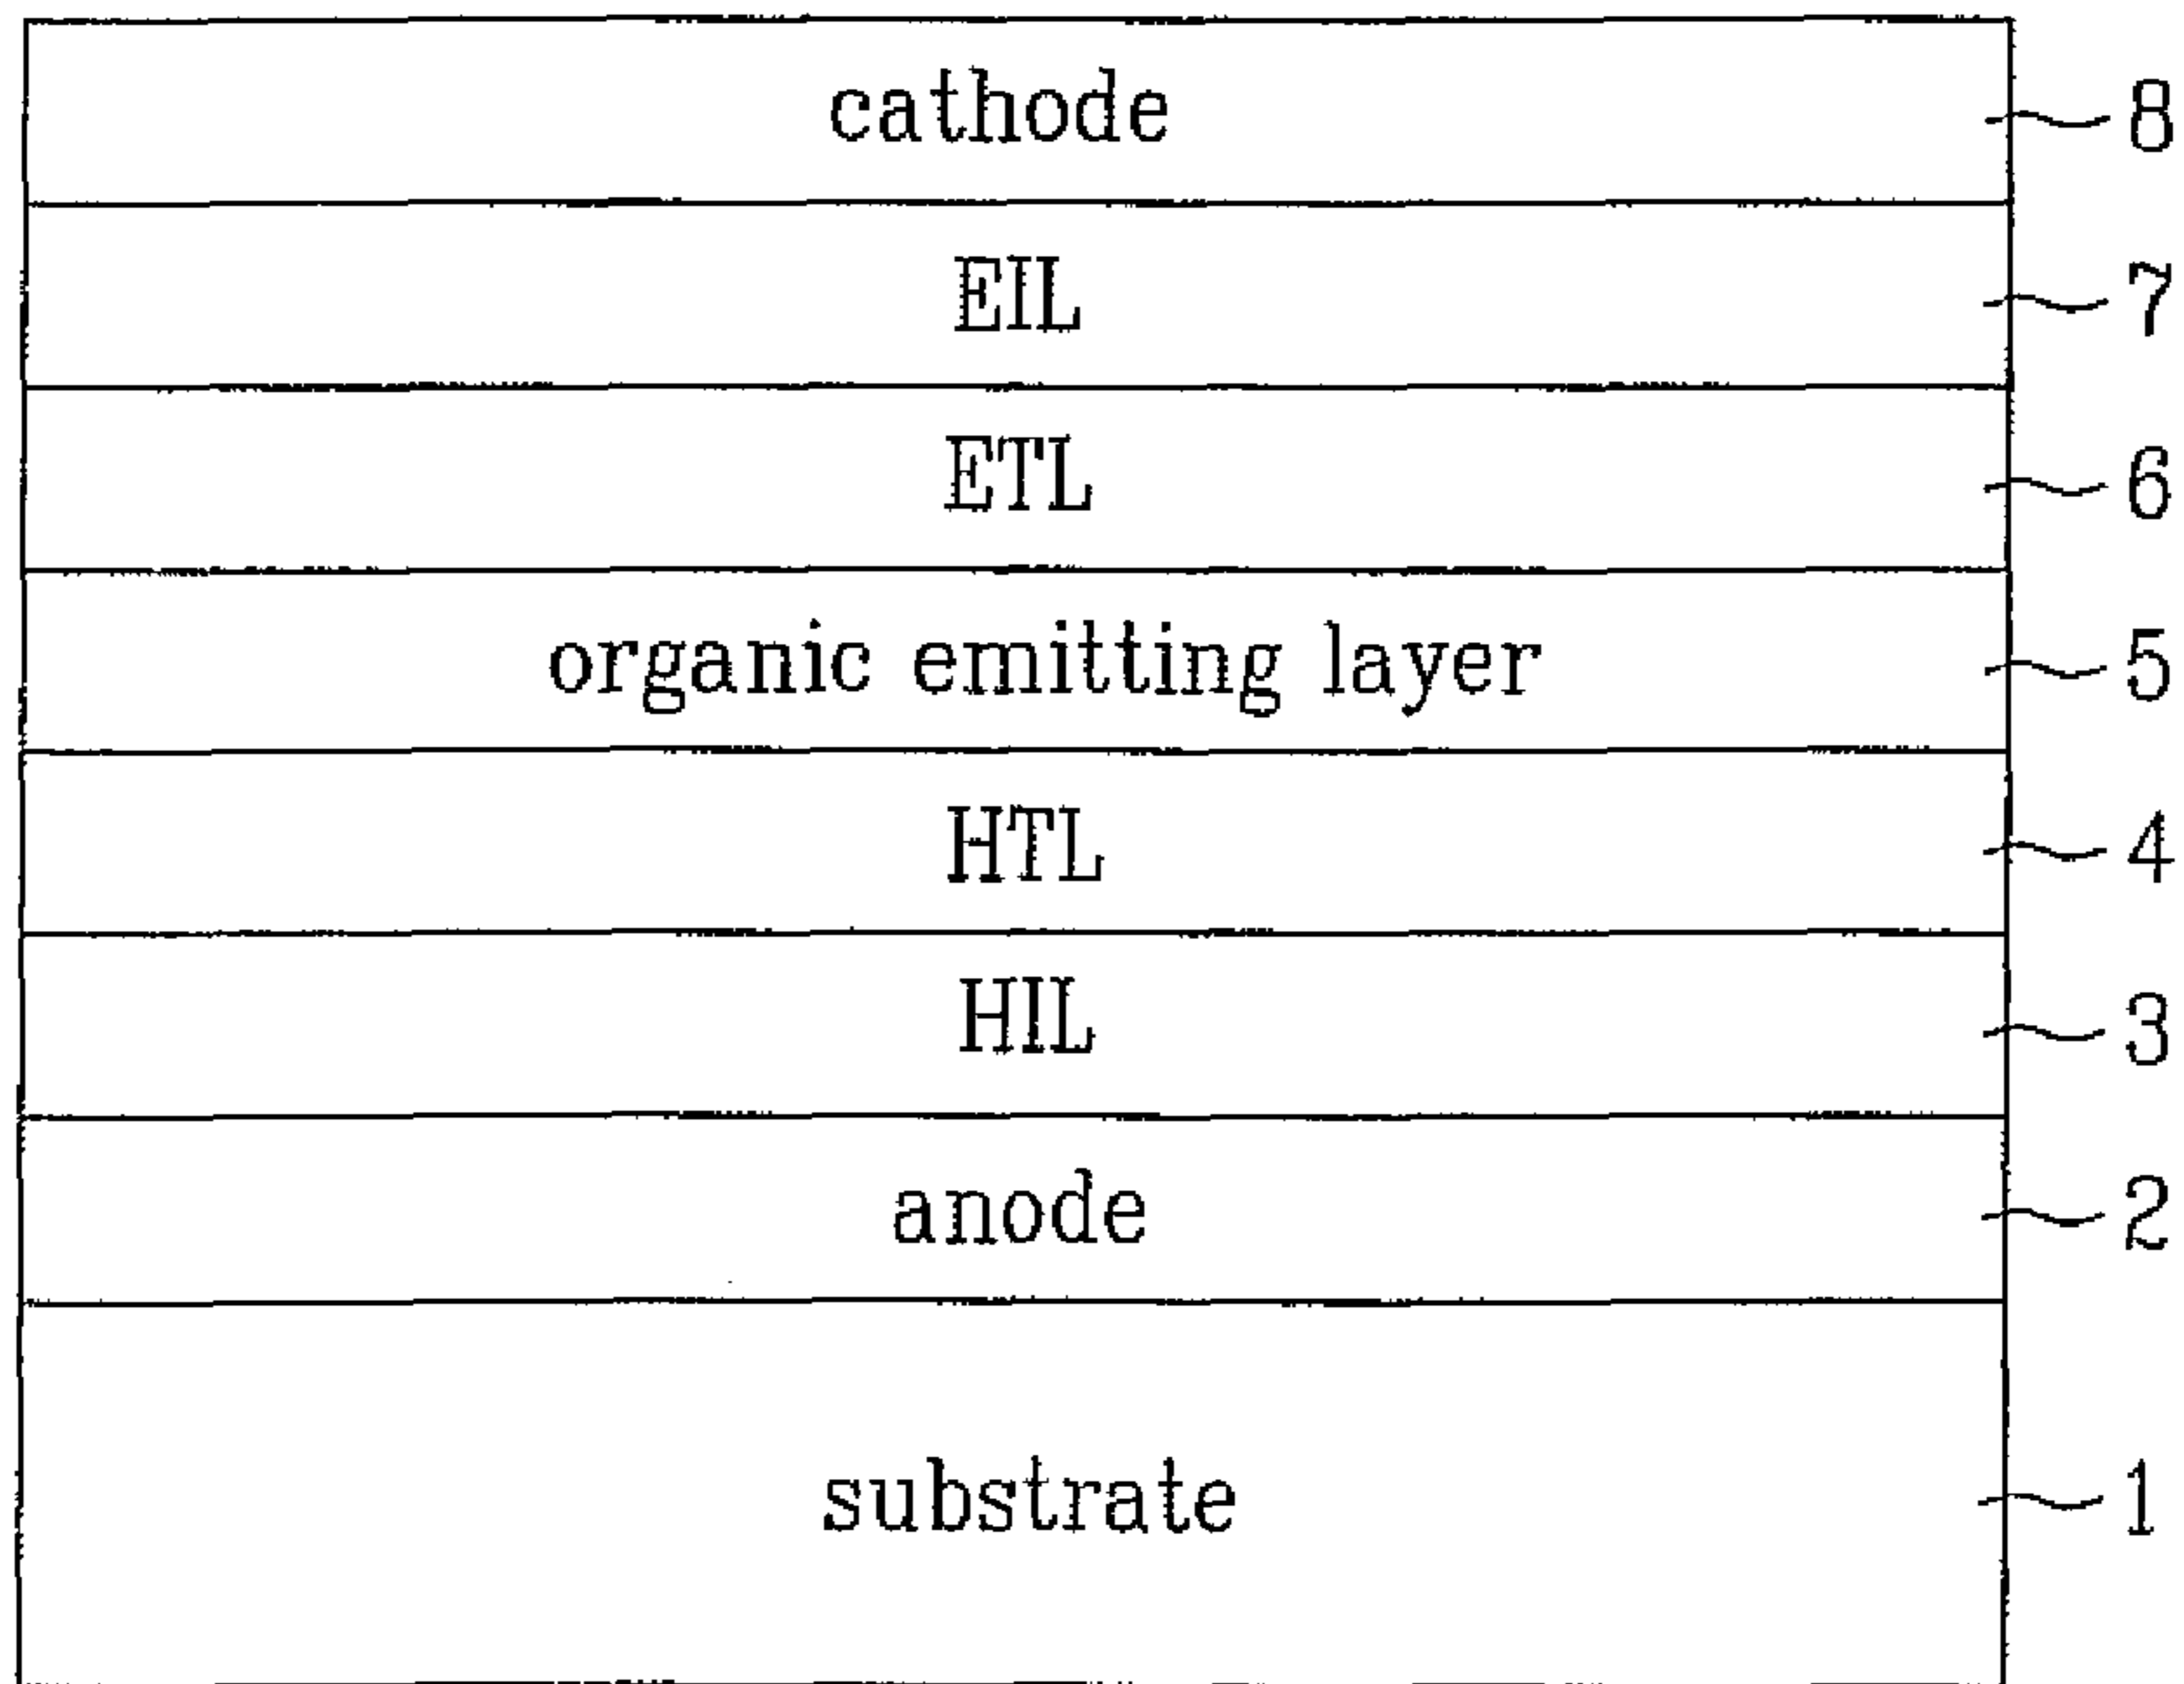 cathode 8
EIL 7
ETL 6
organic emitting layer 5
HTL 4
HIL 3
anode 2
substrate 1